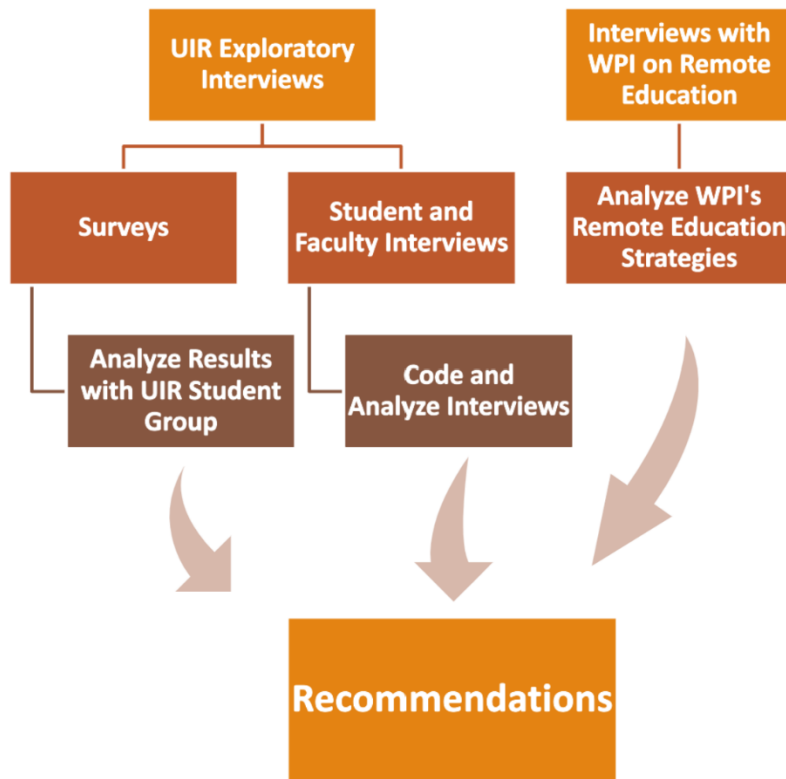 UIR Exploratory
Interviews
Interviews with
WPI on Remote
Education
Surveys
Student and
Faculty Interviews
Analyze WPI's
Remote Education
Strategies
Analyze Results
with UIR Student
Group
Code and
Analyze Interviews
Recommendations